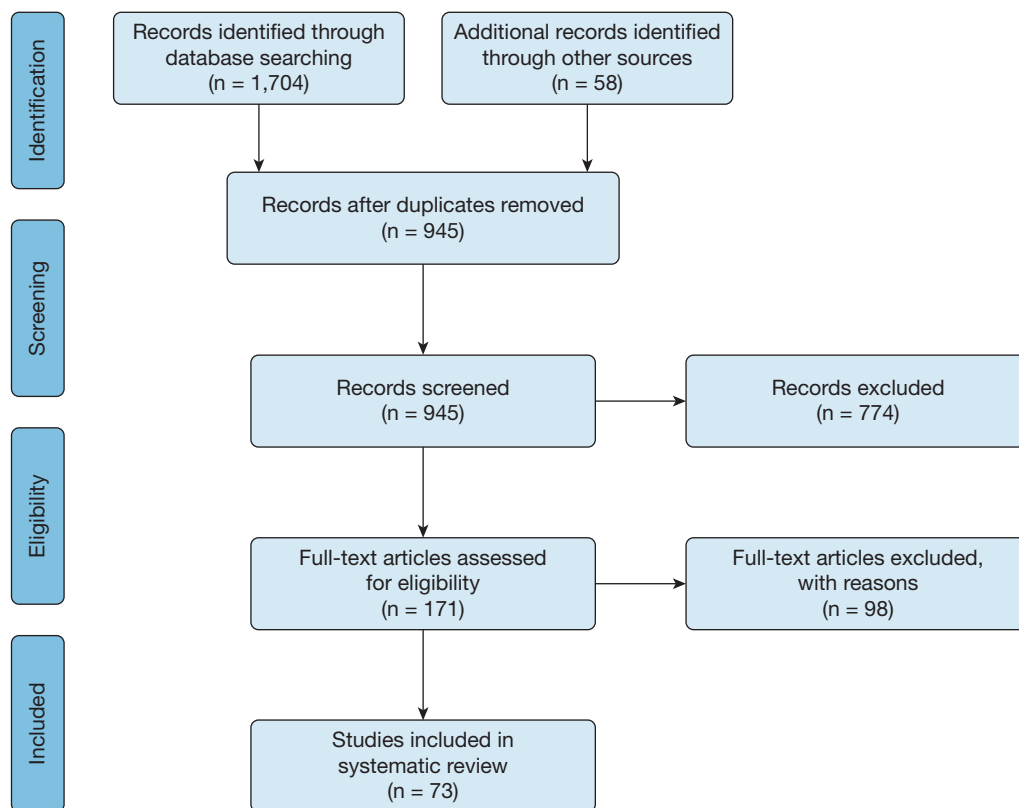 Identification
Records identified through
database searching
(n = 1,704)
Additional records identified
through other sources
(n = 58)
Records after duplicates removed
(n = 945)
Screening
Records screened
(n = 945)
Records excluded
(n = 774)
Eligibility
Full-text articles assessed
for eligibility
(n = 171)
Full-text articles excluded,
with reasons
(n = 98)
Included
Studies included in
systematic review
(n = 73)